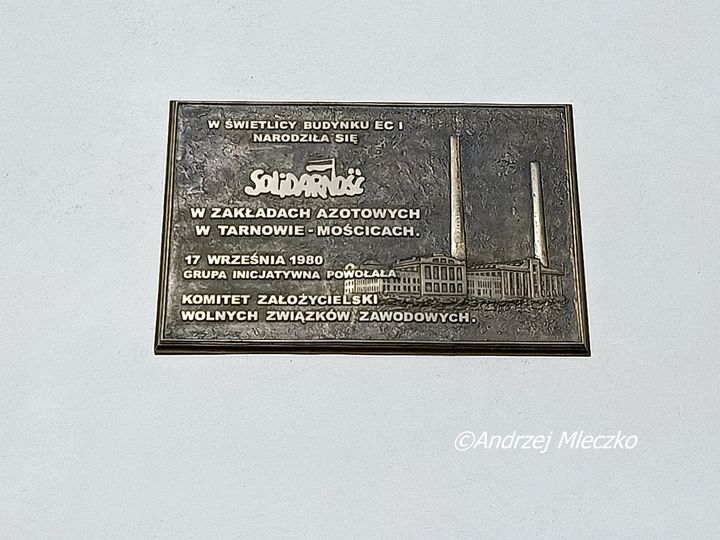 W ŚWIETLICY BUDYNKU EC I
NARODZIŁA SIĘ
SOLIDARNOŚĆ
W ZAKŁADACH AZOTOWYCH
W TARNOWIE - MOŚCICACH.
17 WRZEŚNIA 1980
GRUPA INICJATYWNA POWOŁAŁA
KOMITET ZAŁOŻYCIELSKI
WOLNYCH ZWIĄZKÓW ZAWODOWYCH.
©Andrzej Mleczko